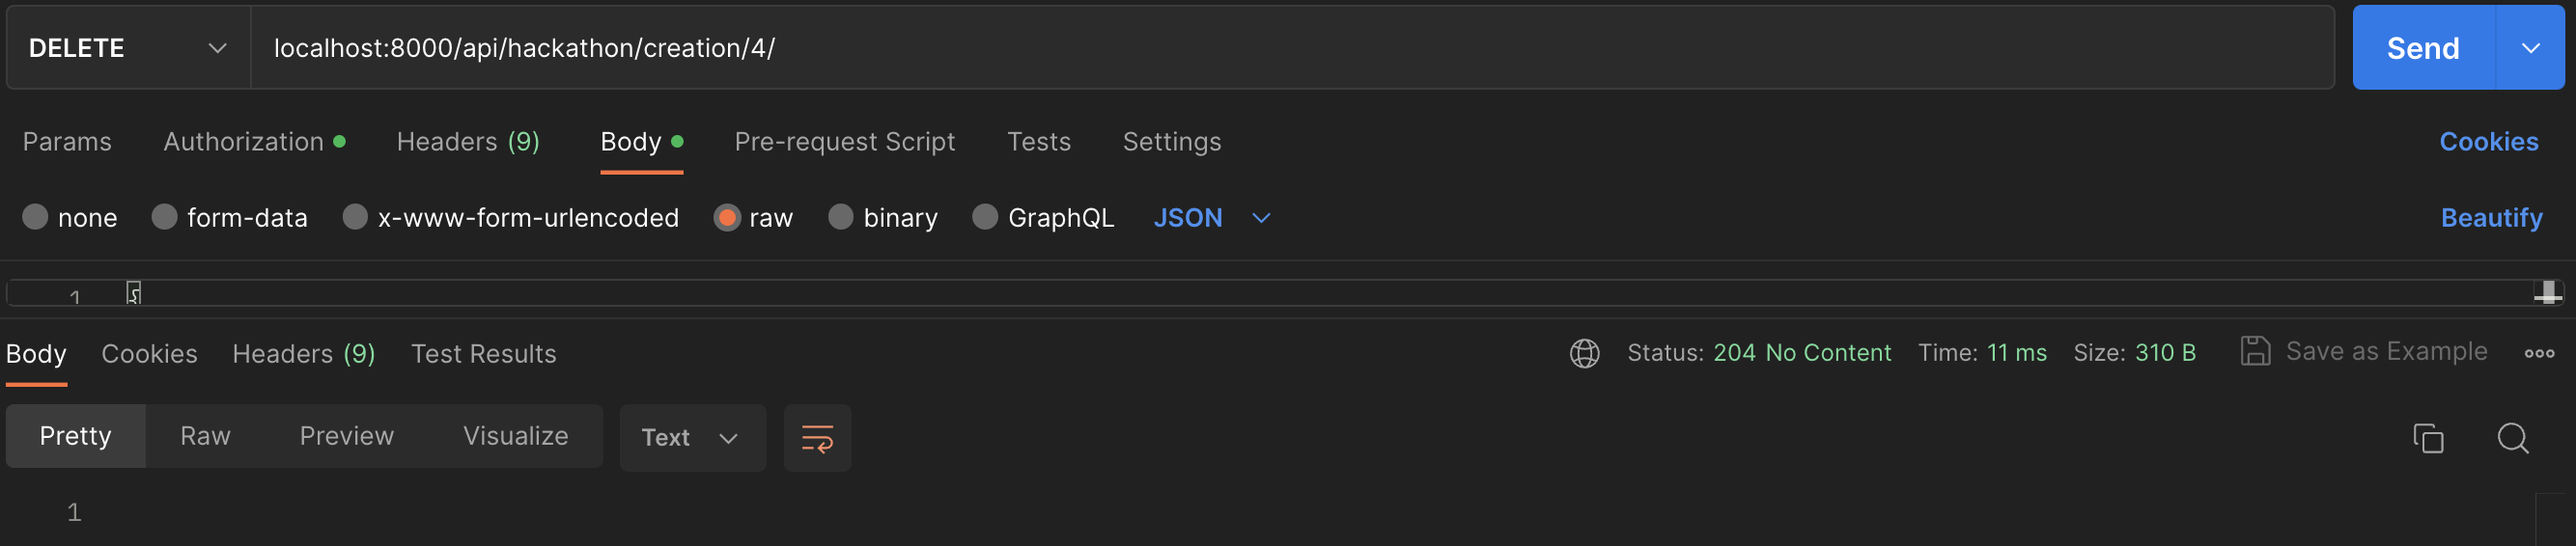 DELETE localhost:8000/api/hackathon/creation/4/ Send
Params Authorization Headers (9) Body Pre-request Script Tests Settings Cookies
none form-data x-www-form-urlencoded raw binary GraphQL JSON Beautify
1 {
Body Cookies Headers (9) Test Results Status: 204 No Content Time: 11 ms Size: 310 B Save as Example
Pretty Raw Preview Visualize Text
1